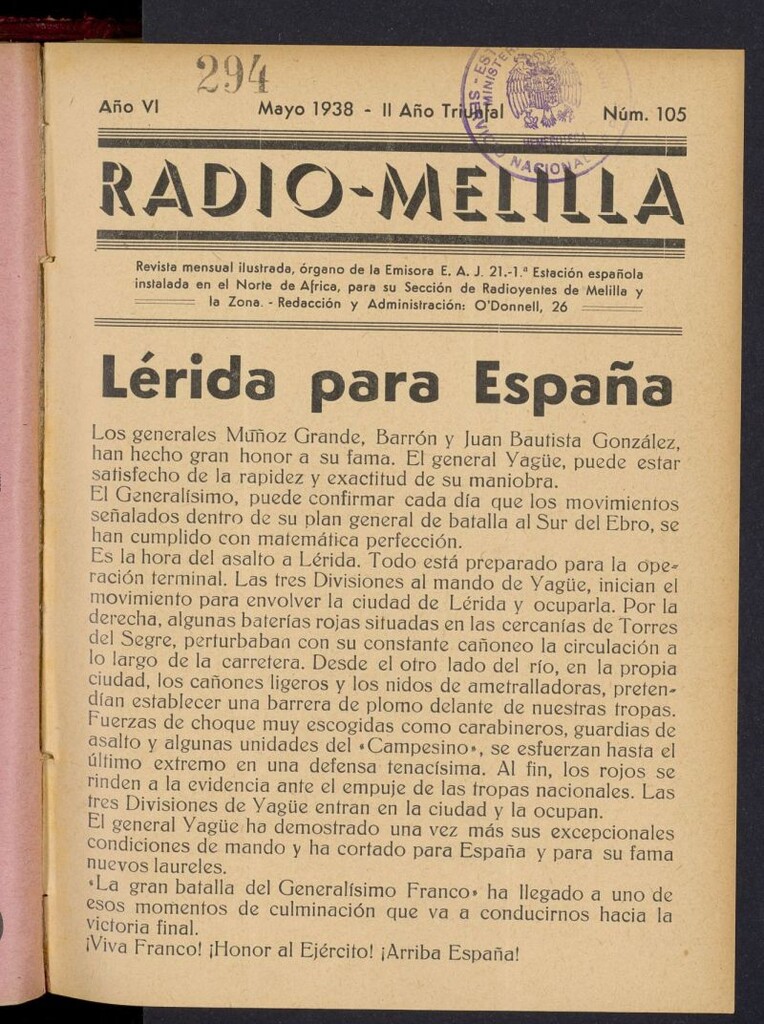 294
Año VI
Mayo 1938 - II Año Triunfal
Núm. 105
SERVICIO NACIONAL
RADIO-MELILLA
Revista mensual ilustrada, órgano de la Emisora E. A. J. 21.-1.ª Estación española
instalada en el Norte de Africa, para su Sección de Radioyentes de Melilla y
la Zona. - Redacción y Administración: O'Donnell, 26
Lérida para España
Los generales Muñoz Grande, Barrón y Juan Bautista González,
han hecho gran honor a su fama. El general Yagüe, puede estar
satisfecho de la rapidez y exactitud de su maniobra.
El Generalísimo, puede confirmar cada día que los movimientos
señalados dentro de su plan general de batalla al Sur del Ebro, se
han cumplido con matemática perfección.
Es la hora del asalto a Lérida. Todo está preparado para la ope-
ración terminal. Las tres Divisiones al mando de Yagüe, inician el
movimiento para envolver la ciudad de Lérida y ocuparla. Por la
derecha, algunas baterías rojas situadas en las cercanías de Torres
del Segre, perturbaban con su constante cañoneo la circulación a
lo largo de la carretera. Desde el otro lado del río, en la propia
ciudad, los cañones ligeros y los nidos de ametralladoras, preten-
dían establecer una barrera de plomo delante de nuestras tropas.
Fuerzas de choque muy escogidas como carabineros, guardias de
asalto y algunas unidades del «Campesino», se esfuerzan hasta el
último extremo en una defensa tenacísima. Al fin, los rojos se
rinden a la evidencia ante el empuje de las tropas nacionales. Las
tres Divisiones de Yagüe entran en la ciudad y la ocupan.
El general Yagüe ha demostrado una vez más sus excepcionales
condiciones de mando y ha cortado para España y para su fama
nuevos laureles.
«La gran batalla del Generalísimo Franco» ha llegado a uno de
esos momentos de culminación que va a conducirnos hacia la
victoria final.
¡Viva Franco! ¡Honor al Ejército! ¡Arriba España!